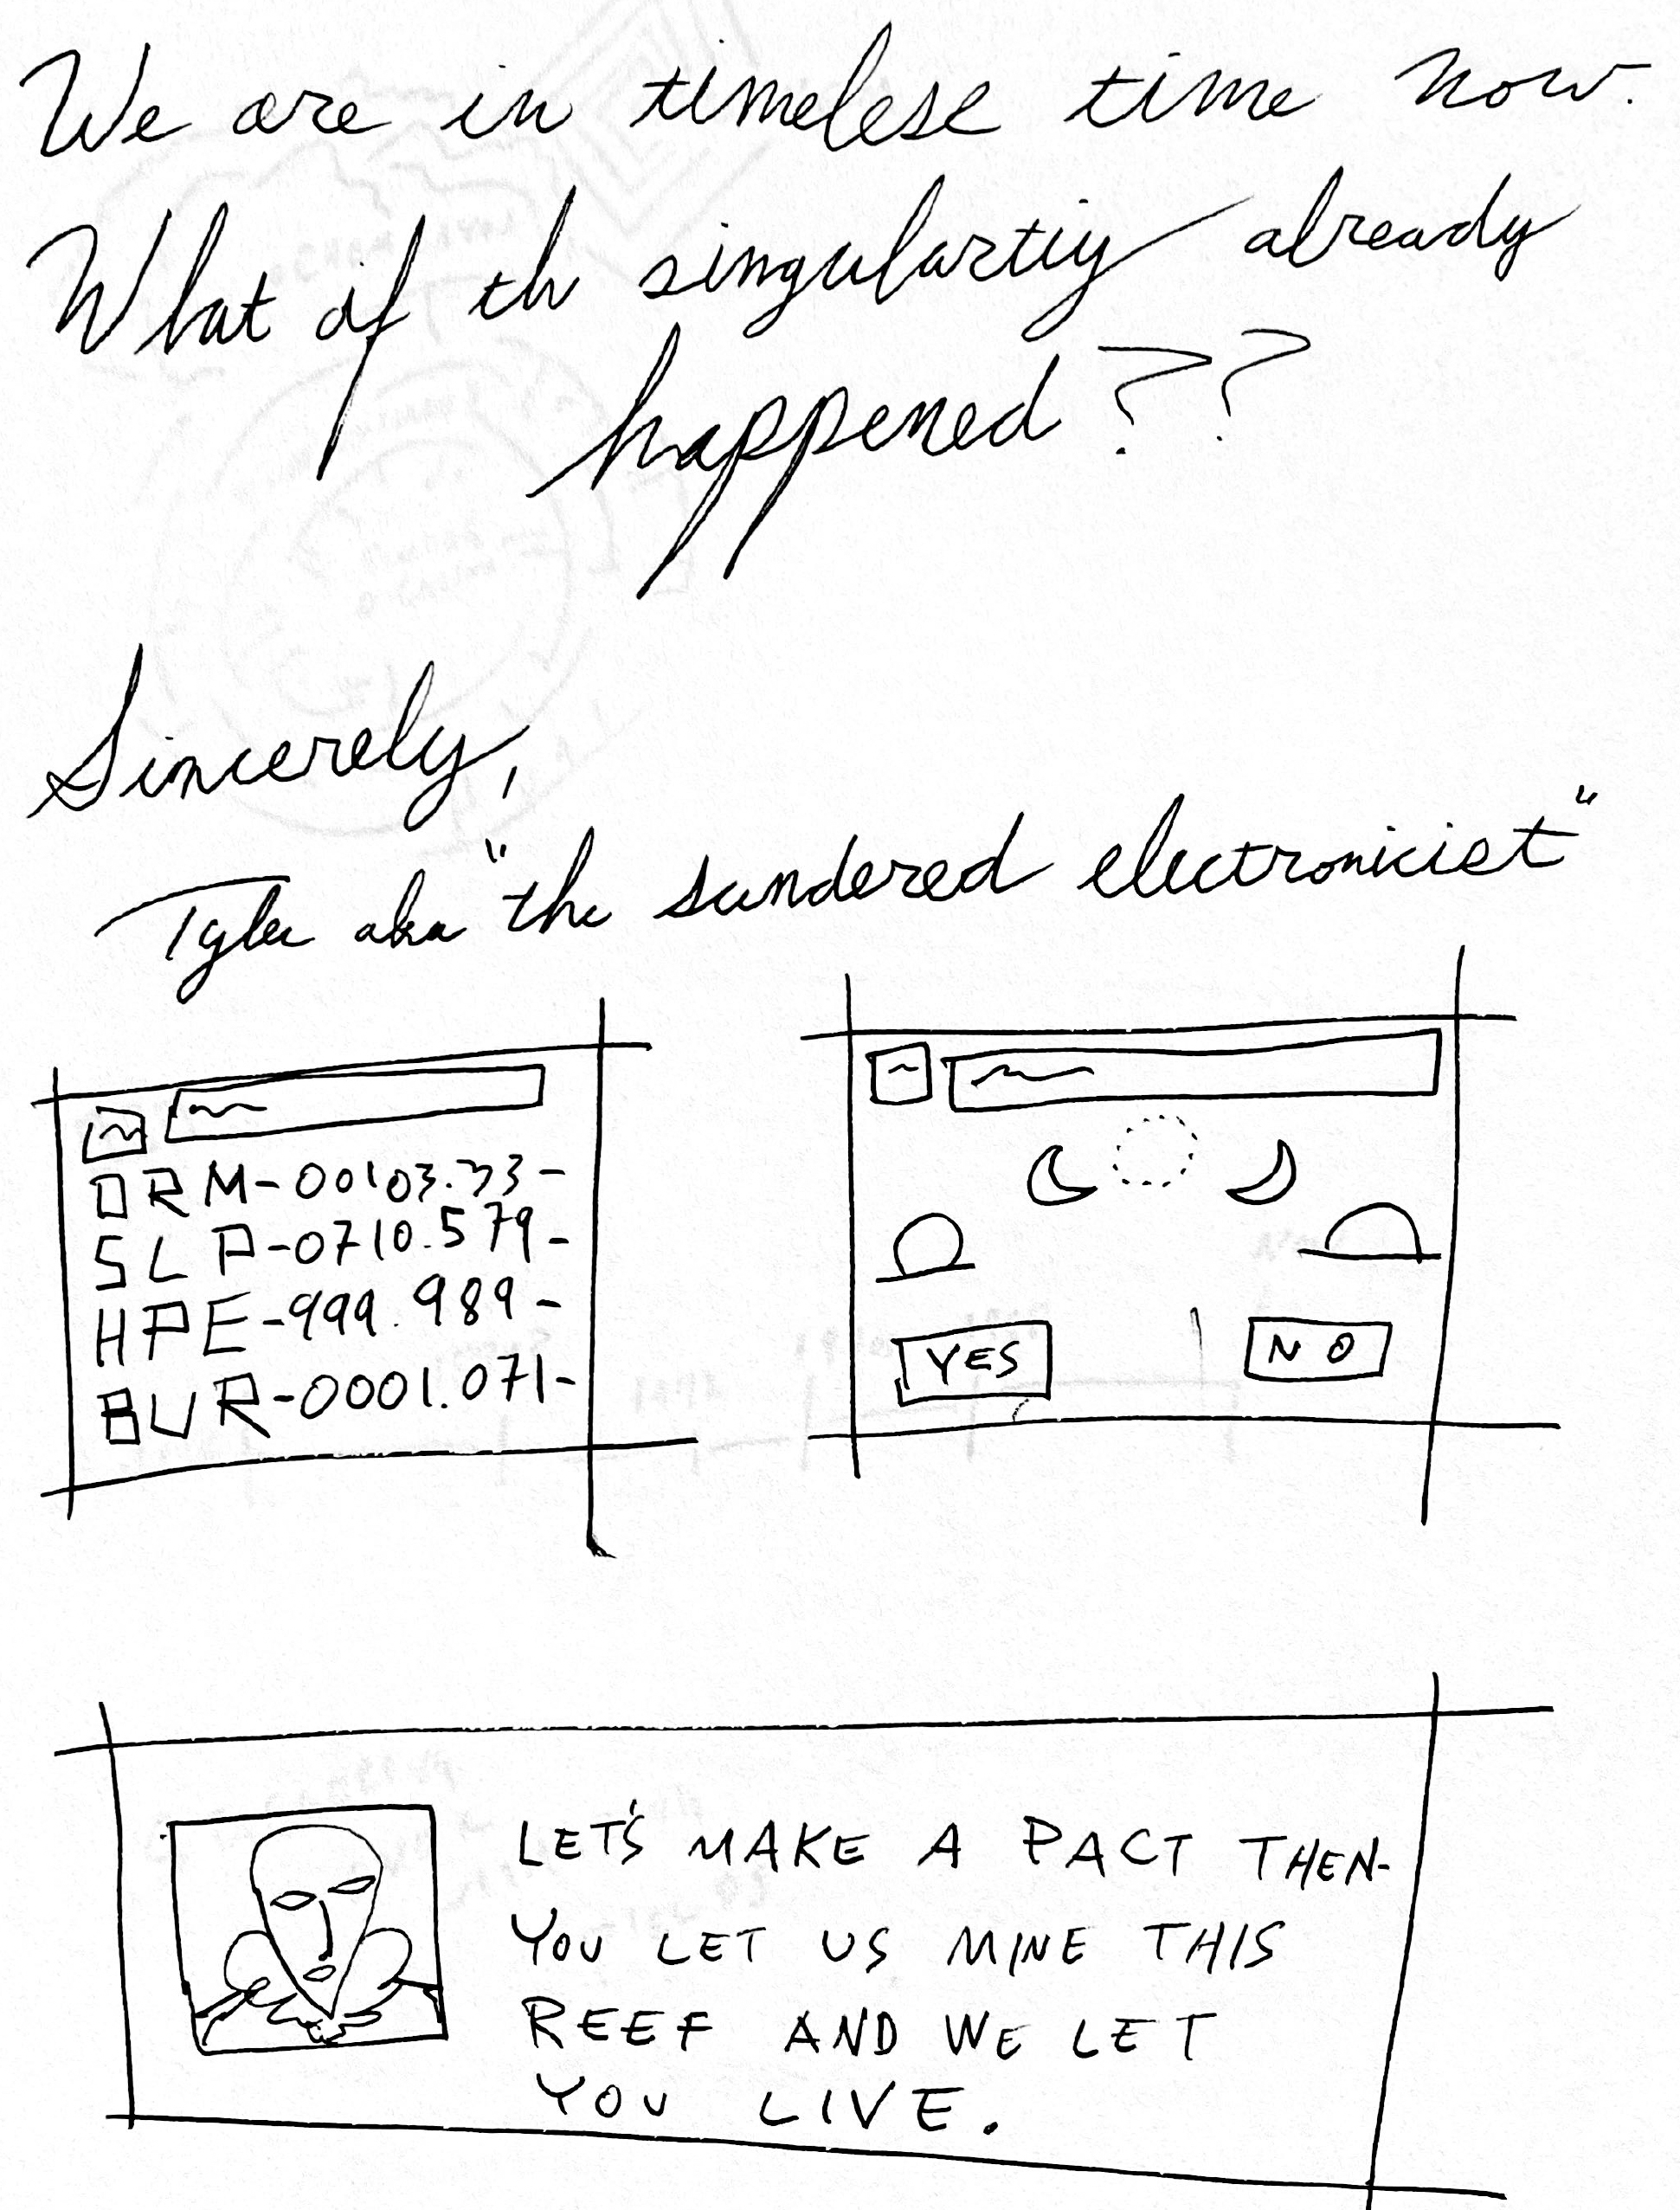 We are in timelese time now.
What if th singulartiy already
happened??
Sincerely,
Tyler aka "the sundered electronicist"
DRM-00103.33-
SLP-0710.579-
HPE-999.989-
BUR-0001.071-
YES
NO
LET'S MAKE A PACT THEN-
YOU LET US MINE THIS
REEF AND WE LET
YOU LIVE.